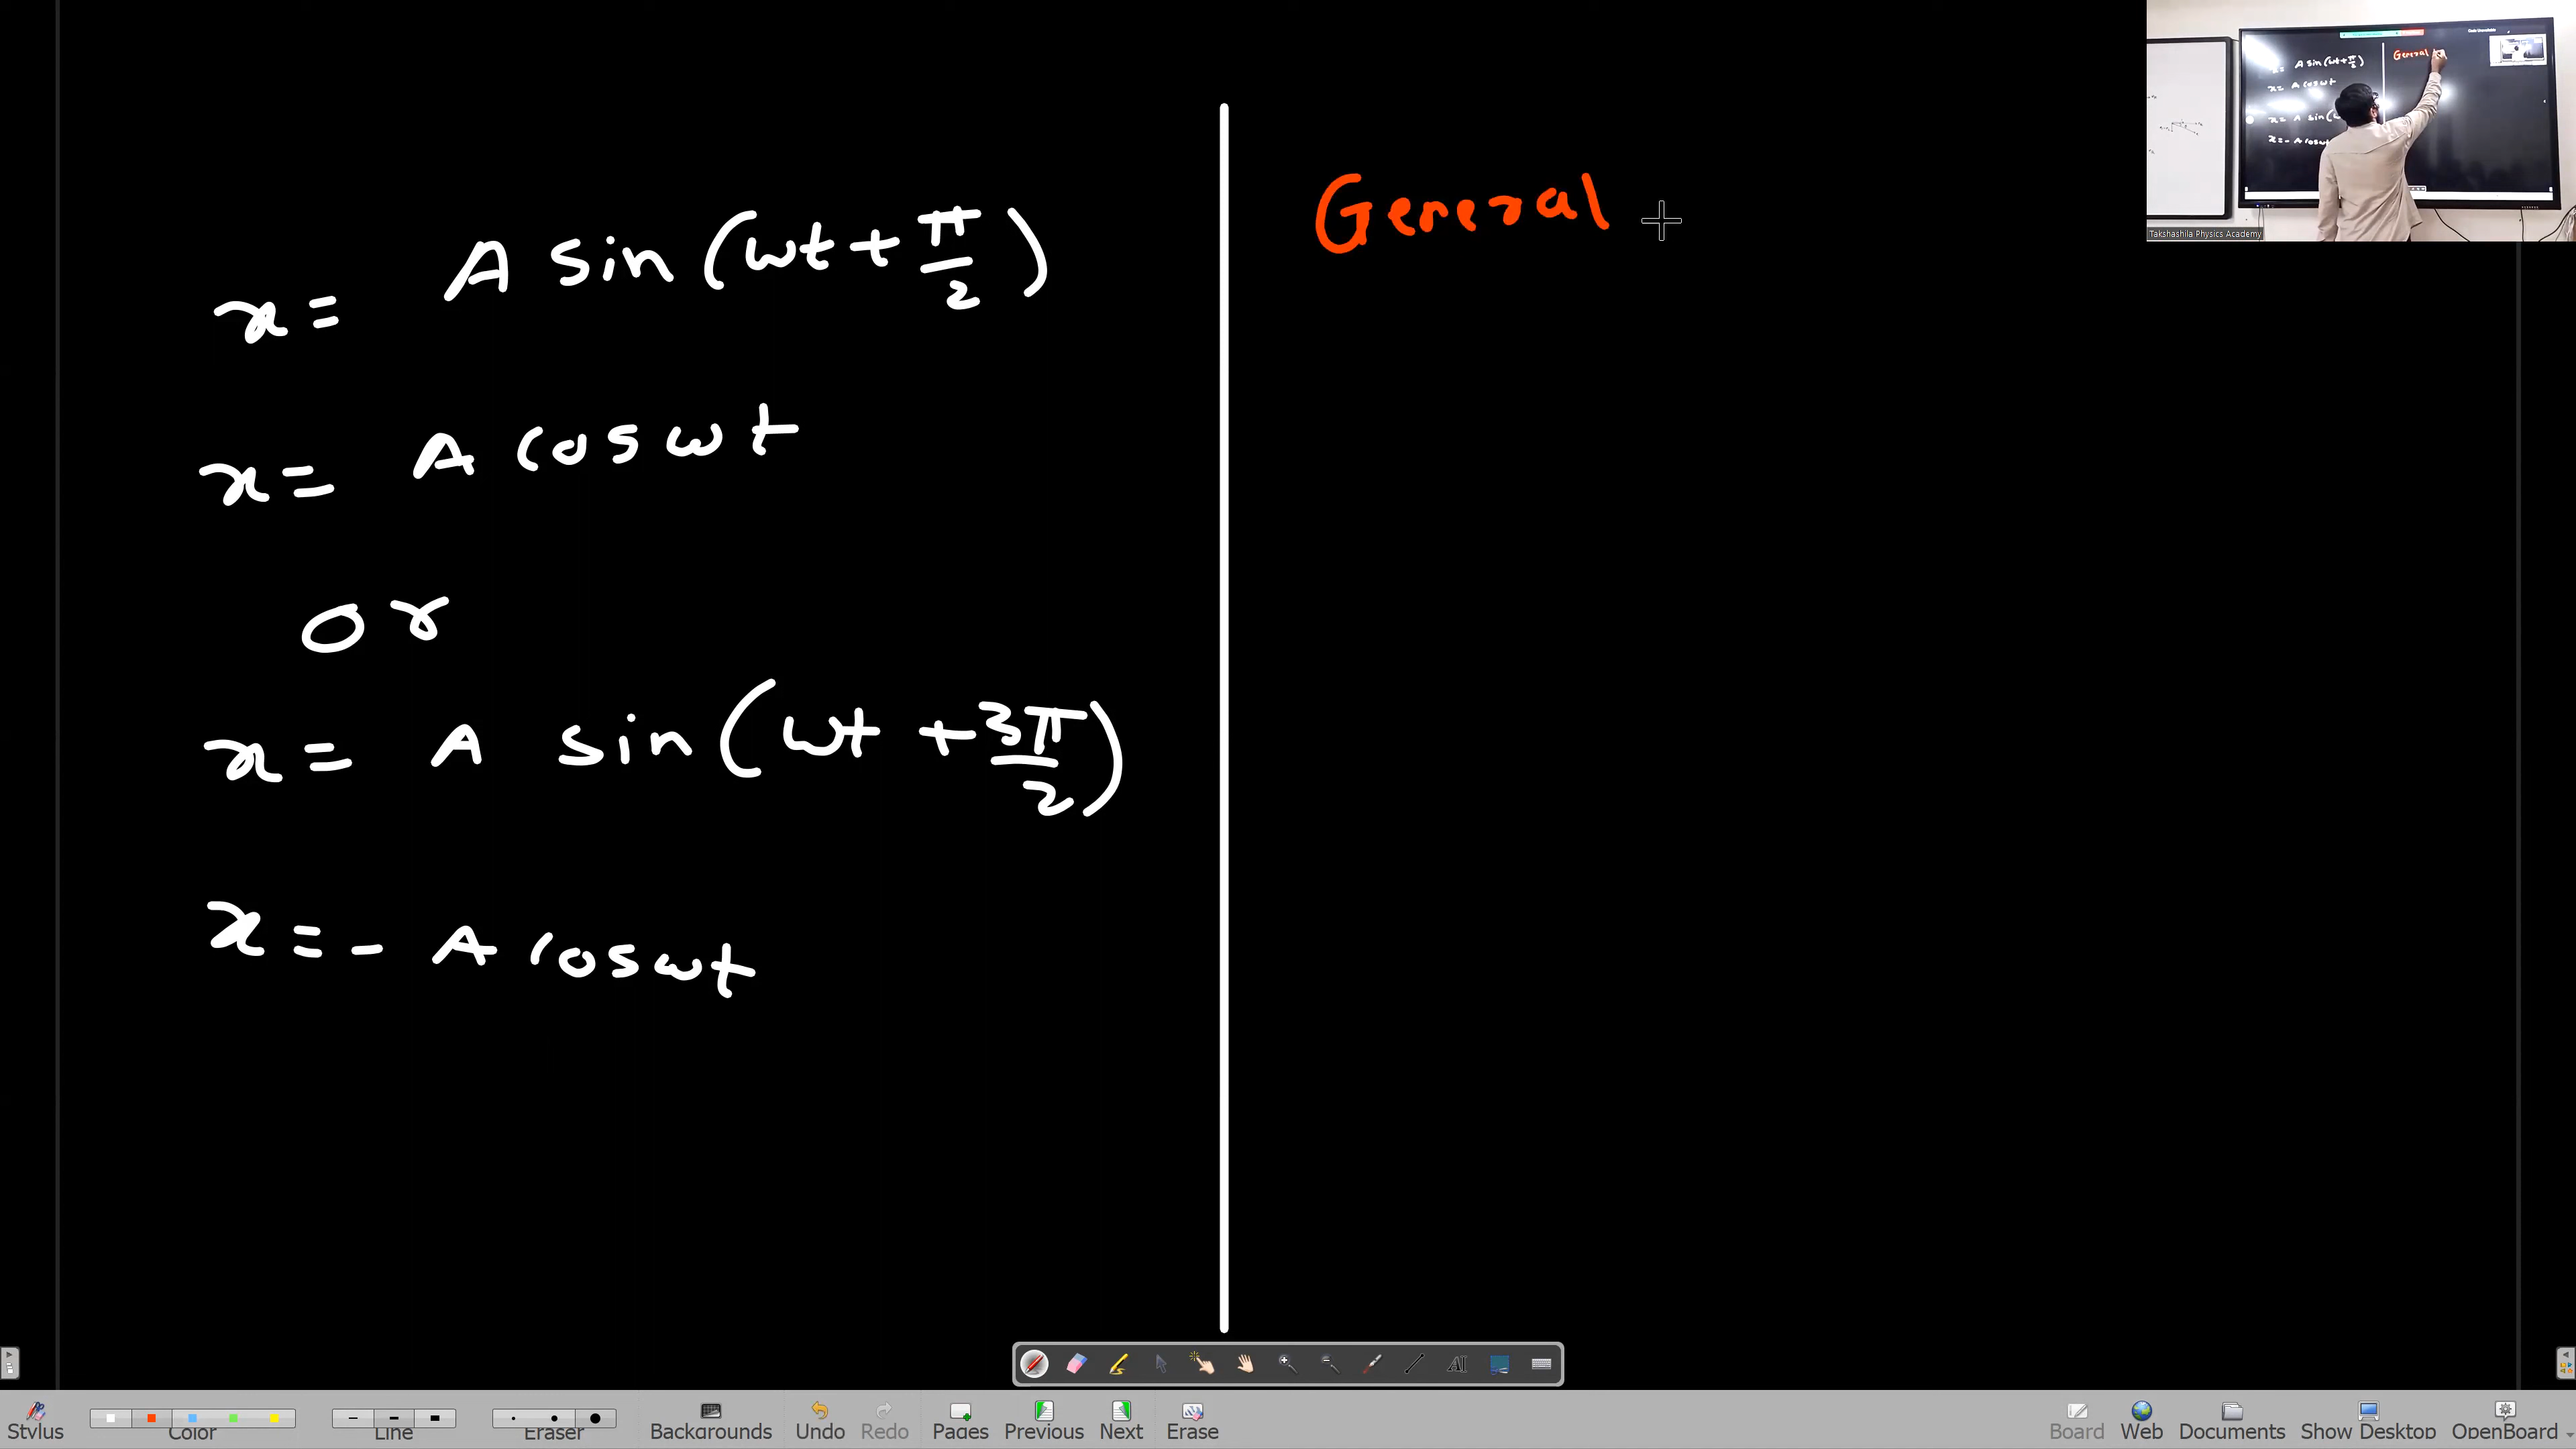 x = A sin(ωt + π/2)
x = A cos ωt
or
x = A sin(ωt + 3π/2)
x = - A cos ωt
General
Takshashila Physics Academy
Stylus
Color
Line
Eraser
Backgrounds
Undo
Redo
Pages
Previous
Next
Erase
Board
Web
Documents
Show Desktop
OpenBoard